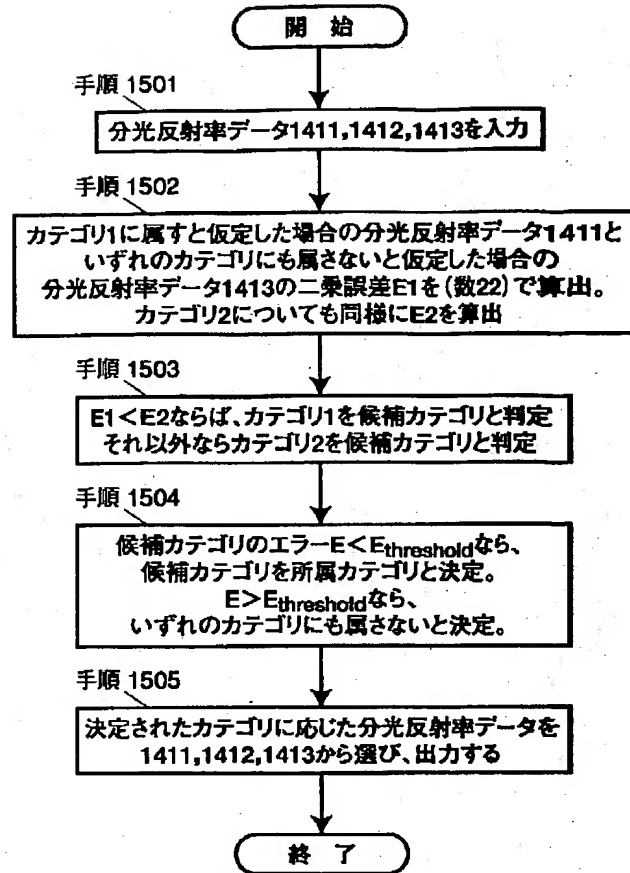 開 始
手順 1501
分光反射率データ1411,1412,1413を入力
手順 1502
カテゴリ1に属すと仮定した場合の分光反射率データ1411と
いずれのカテゴリにも属さないと仮定した場合の
分光反射率データ1413の二乗誤差E1を(数22)で算出。
カテゴリ2についても同様にE2を算出
手順 1503
E1<E2ならば、カテゴリ1を候補カテゴリと判定
それ以外ならカテゴリ2を候補カテゴリと判定
手順 1504
候補カテゴリのエラーE<Ethresholdなら、
候補カテゴリを所属カテゴリと決定。
E>Ethresholdなら、
いずれのカテゴリにも属さないと決定。
手順 1505
決定されたカテゴリに応じた分光反射率データを
1411,1412,1413から選び、出力する
終 了